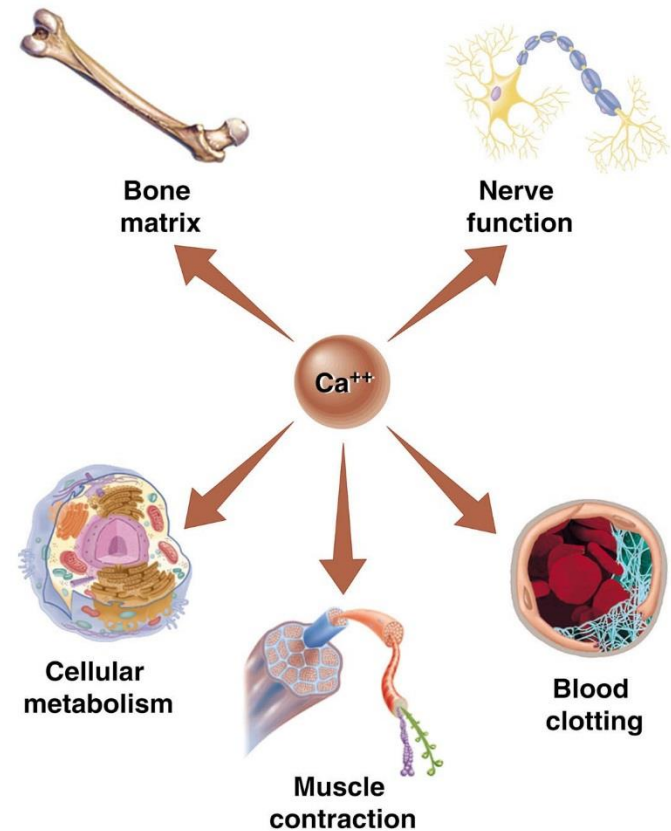 Bone
matrix
Nerve
function
Ca++
Cellular
metabolism
Muscle
contraction
Blood
clotting